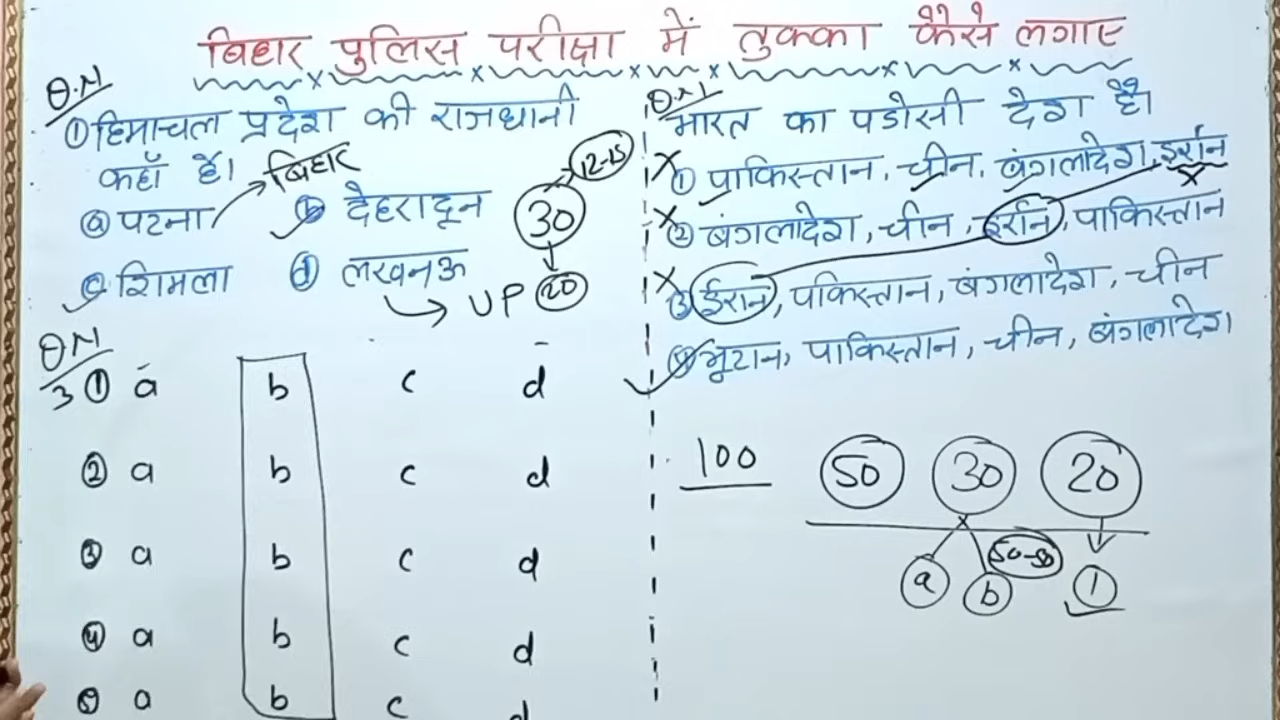 बिहार पुलिस परीक्षा में तुक्का कैसे लगाए
Q.N
① हिमाचल प्रदेश की राजधानी
कहाँ है।
बिहार
ⓐ पटना ⓑ देहरादून
ⓒ शिमला ⓓ लखनऊ
UP
30
12-15
20
Q.N
3 ① a b c d
② a b c d
③ a b c d
④ a b c d
⑤ a b c d
Q.N
भारत का पडोसी देश है।
① पाकिस्तान, चीन, बंगलादेश, ईरान
② बंगलादेश, चीन, ईरान, पाकिस्तान
③ ईरान, पकिस्तान, बंगलादेश, चीन
④ भूटान, पाकिस्तान, चीन, बंगलादेश
100 50 30 20
a b 50-50 1